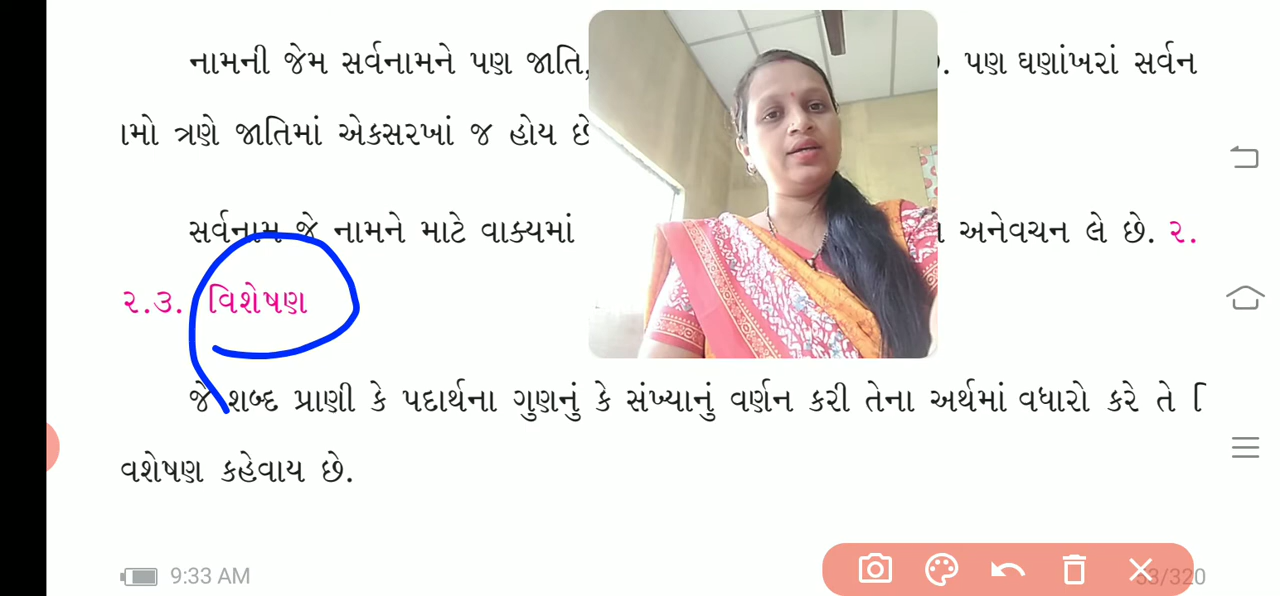 નામની જેમ સર્વનામને પણ જાતિ, . પણ ઘણાંખરાં સર્વન
ામો ત્રણે જાતિમાં એકસરખાં જ હોય છે
સર્વનામ જે નામને માટે વાક્યમાં અનેવચન લે છે. ૨.
૨.૩. વિશેષણ
જે શબ્દ પ્રાણી કે પદાર્થના ગુણનું કે સંખ્યાનું વર્ણન કરી તેના અર્થમાં વધારો કરે તે િ
વશેષણ કહેવાય છે.
9:33 AM 53/320